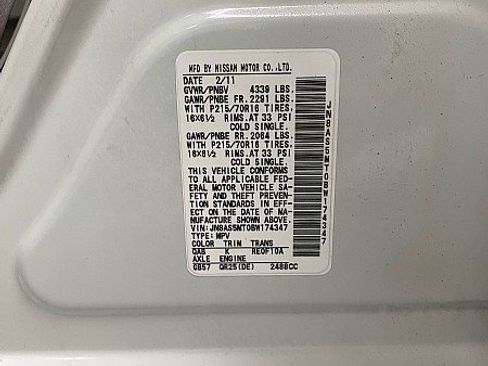 MFD BY NISSAN MOTOR CO.,LTD.
DATE 2/11
GVWR/PNBV 4339 LBS.
GAWR/PNBE FR.2291 LBS.
WITH P215/70R16 TIRES.
16X6½ RIMS.AT 33 PSI
COLD SINGLE.
GAWR/PNBE RR.2064 LBS.
WITH P215/70R16 TIRES.
16X6½ RIMS.AT 33 PSI
COLD SINGLE.
THIS VEHICLE CONFORMS
TO ALL APPLICABLE FED-
ERAL MOTOR VEHICLE SA-
FETY AND THEFT PREVEN-
TION STANDARDS IN EFFECT
ON THE DATE OF MA-
NUFACTURE SHOWN ABOVE.
VIN:JN8AS5MT0BW174347
TYPE:MPV
COLOR TRIM TRANS
QAB K RE0F10A
AXLE ENGINE
GB57 QR25(DE) 2488CC
JN8AS5MT0BW174347